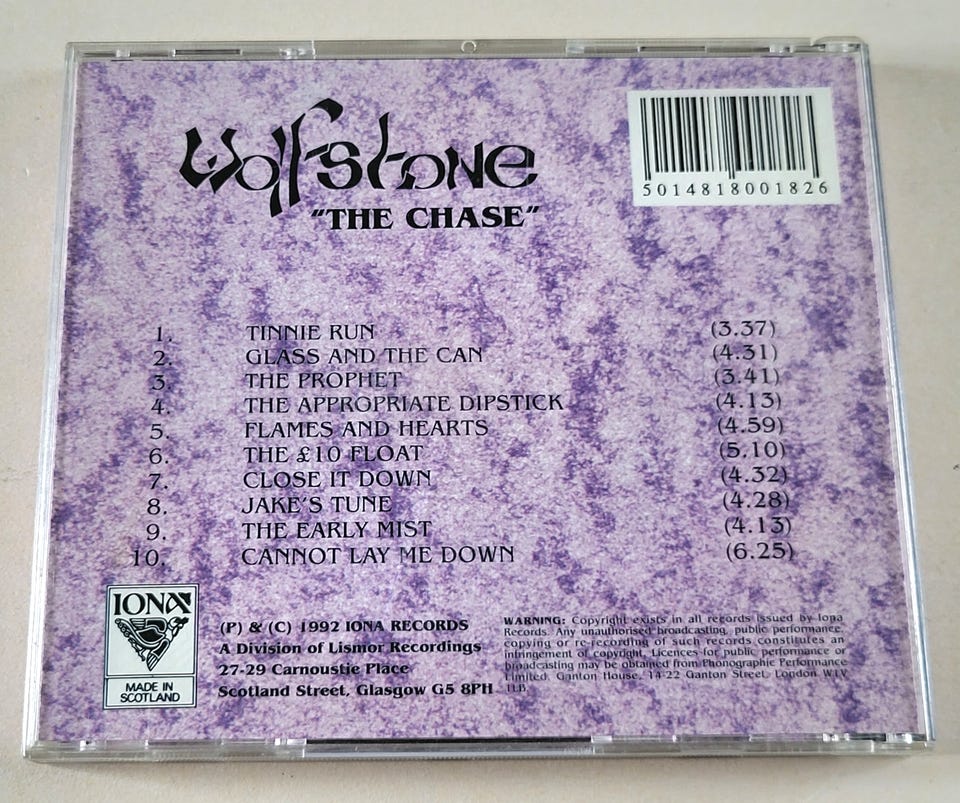 Wolfstone
"THE CHASE"
5014818001826
1. TINNIE RUN (3.37)
2. GLASS AND THE CAN (4.31)
3. THE PROPHET (3.41)
4. THE APPROPRIATE DIPSTICK (4.13)
5. FLAMES AND HEARTS (4.59)
6. THE £10 FLOAT (5.10)
7. CLOSE IT DOWN (4.32)
8. JAKE'S TUNE (4.28)
9. THE EARLY MIST (4.13)
10. CANNOT LAY ME DOWN (6.25)
IONA
MADE IN
SCOTLAND
(P) & (C) 1992 IONA RECORDS
A Division of Lismor Recordings
27-29 Carnoustie Place
Scotland Street, Glasgow G5 8PH
WARNING: Copyright exists in all records issued by Iona
Records. Any unauthorised broadcasting, public performance,
copying or re-recording of such records constitutes an
infringement of copyright. Licences for public performance or
broadcasting may be obtained from Phonographic Performance
Limited. Ganton House, 14-22 Ganton Street, London W1V
1LB.